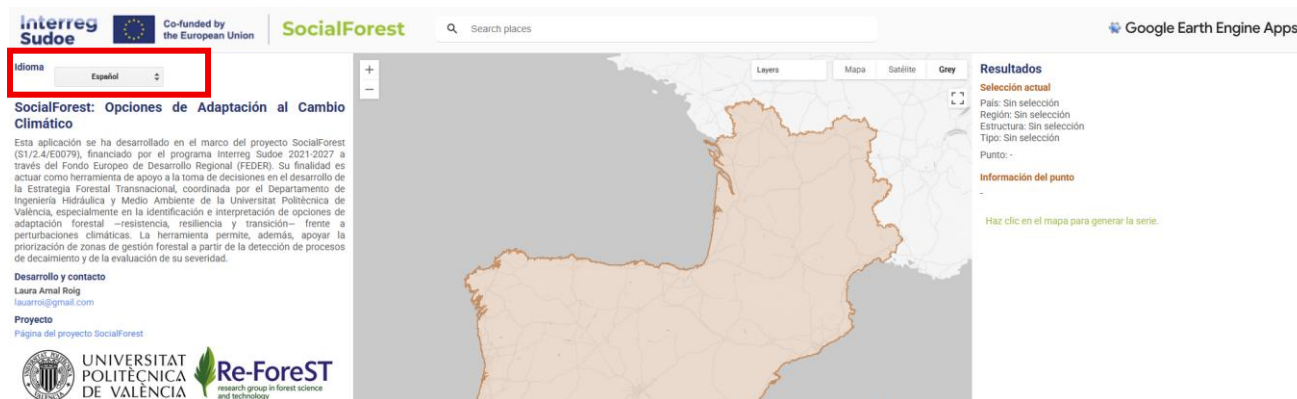 Interreg
Sudoe
Co-funded by
the European Union
SocialForest
Search places
Google Earth Engine Apps
Idioma
Español
SocialForest: Opciones de Adaptación al Cambio
Climático
Esta aplicación se ha desarrollado en el marco del proyecto SocialForest
(S1/2.4/E0079), financiado por el programa Interreg Sudoe 2021-2027 a
través del Fondo Europeo de Desarrollo Regional (FEDER). Su finalidad es
actuar como herramienta de apoyo a la toma de decisiones en el desarrollo de
la Estrategia Forestal Transnacional, coordinada por el Departamento de
Ingeniería Hidráulica y Medio Ambiente de la Universitat Politècnica de
València, especialmente en la identificación e interpretación de opciones de
adaptación forestal —resistencia, resiliencia y transición— frente a
perturbaciones climáticas. La herramienta permite, además, apoyar la
priorización de zonas de gestión forestal a partir de la detección de procesos
de decaimiento y de la evaluación de su severidad.
Desarrollo y contacto
Laura Arnal Roig
lauarroi@gmail.com
Proyecto
Página del proyecto SocialForest
UNIVERSITAT
POLITÈCNICA
DE VALÈNCIA
Re-ForeST
research group in forest science
and technology
+
−
Layers
Mapa
Satélite
Grey
Resultados
Selección actual
País: Sin selección
Región: Sin selección
Estructura: Sin selección
Tipo: Sin selección
Punto: -
Información del punto
-
Haz clic en el mapa para generar la serie.